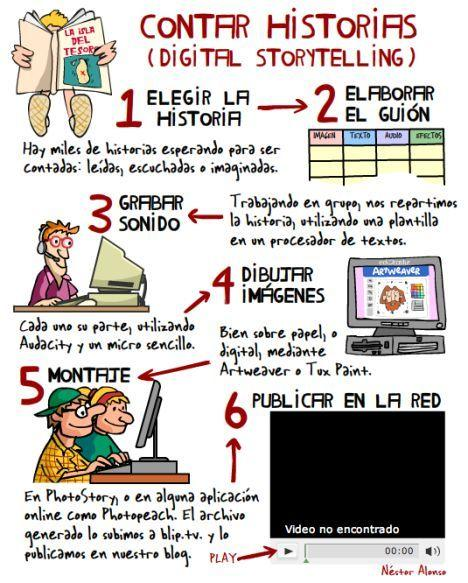 LA ISLA
DEL
TESORO
CONTAR HISTORIAS
(DIGITAL STORYTELLING)
1 ELEGIR LA
HISTORIA
Hay miles de historias esperando para ser
contadas: leídas, escuchadas o imaginadas.
2 ELABORAR
EL GUIÓN
IMAGEN TEXTO AUDIO EFECTOS
Trabajando en grupo, nos repartimos
la historia, utilizando una plantilla
en un procesador de textos.
3 GRABAR
SONIDO
Cada uno su parte, utilizando
Audacity y un micro sencillo.
4 DIBUJAR
IMÁGENES
ARTWEAVER
Bien sobre papel, o
digital, mediante
Artweaver o Tux Paint.
5 MONTAJE
En PhotoStory, o en alguna aplicación
online como Photopeach. El archivo
generado lo subimos a blip.tv. y lo
publicamos en nuestro blog.
6 PUBLICAR EN LA RED
Video no encontrado
PLAY
00:00
Néstor Alonso